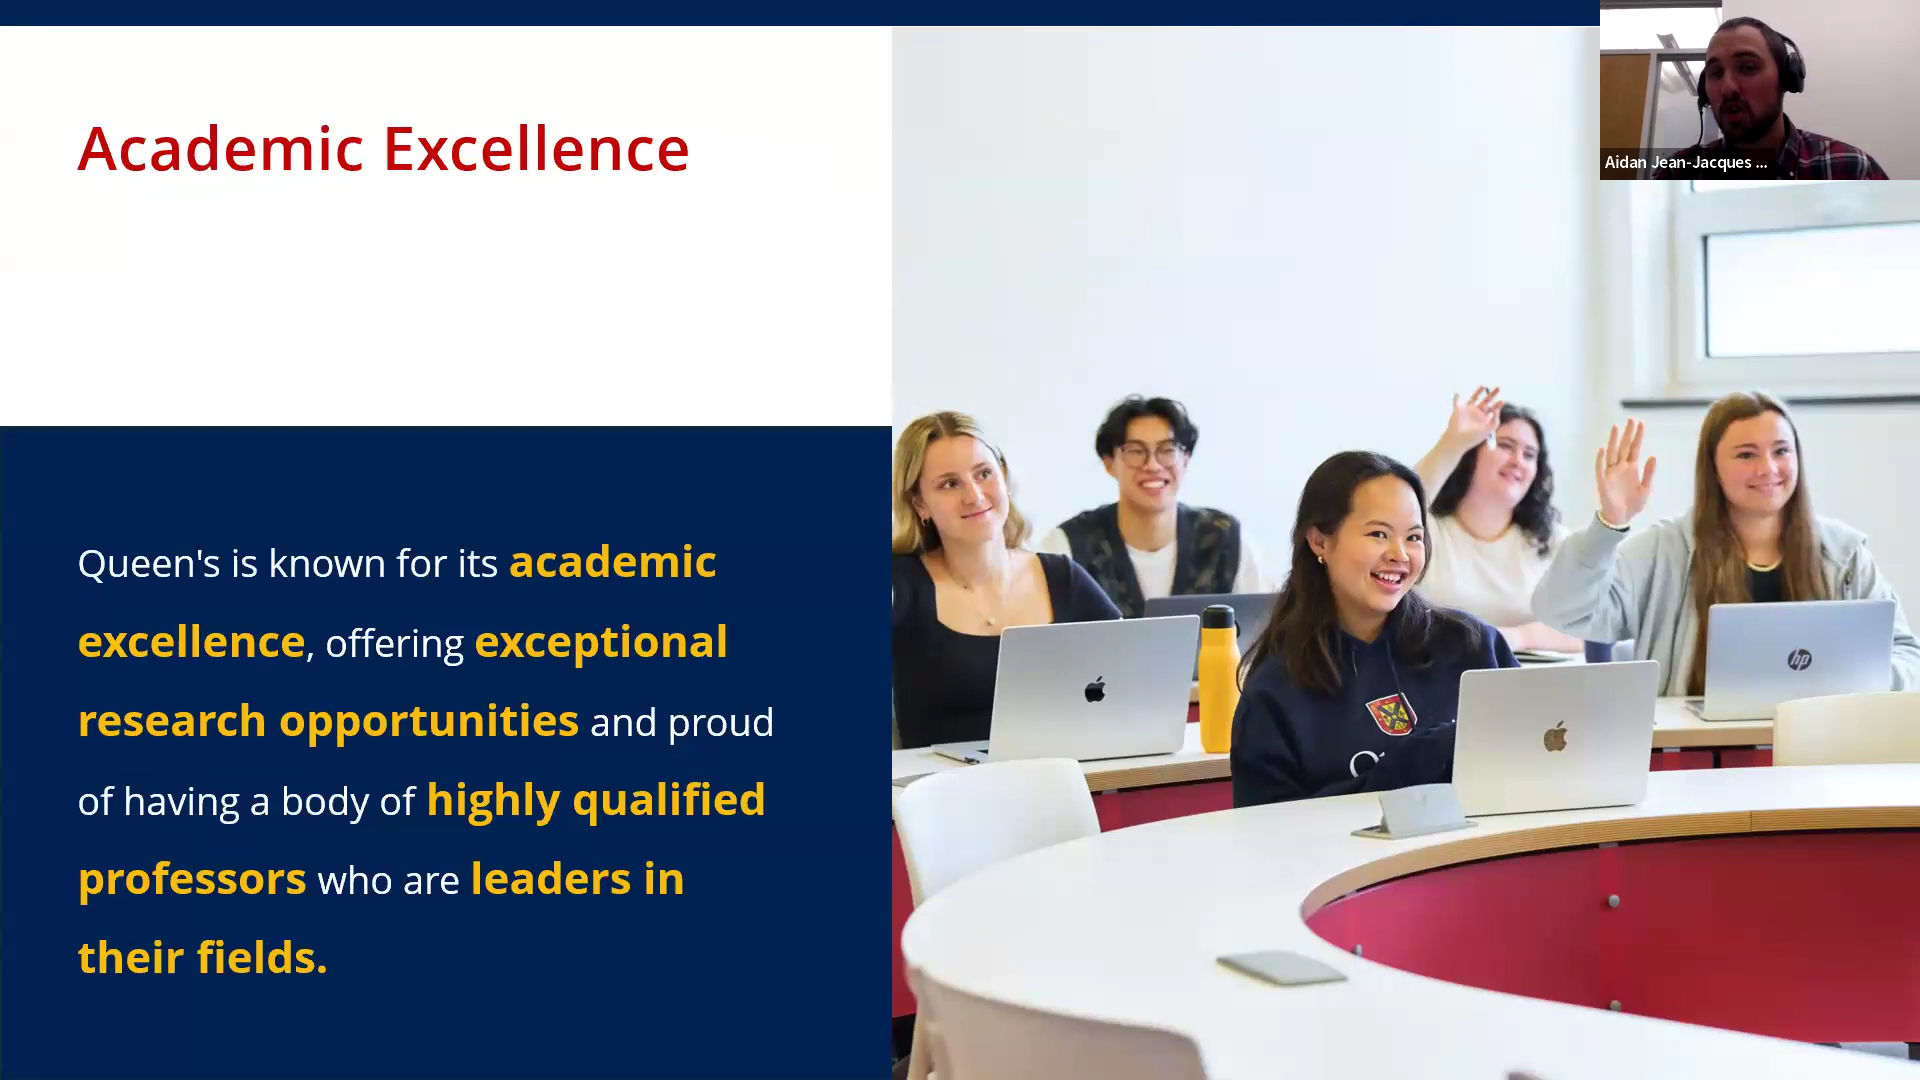 Academic Excellence
Aidan Jean-Jacques ...
Queen's is known for its academic
excellence, offering exceptional
research opportunities and proud
of having a body of highly qualified
professors who are leaders in
their fields.
hp